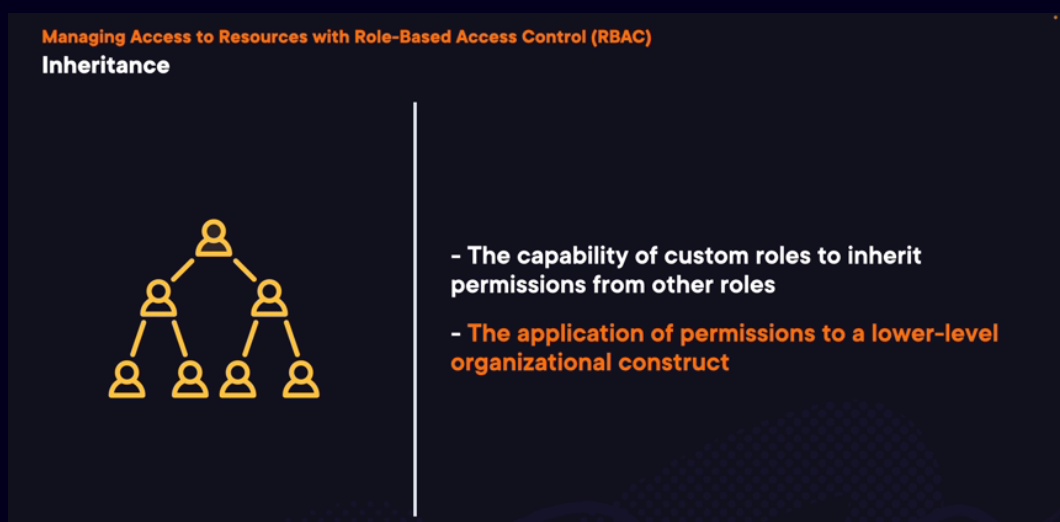 Managing Access to Resources with Role-Based Access Control (RBAC)
Inheritance
- The capability of custom roles to inherit
permissions from other roles
- The application of permissions to a lower-level
organizational construct